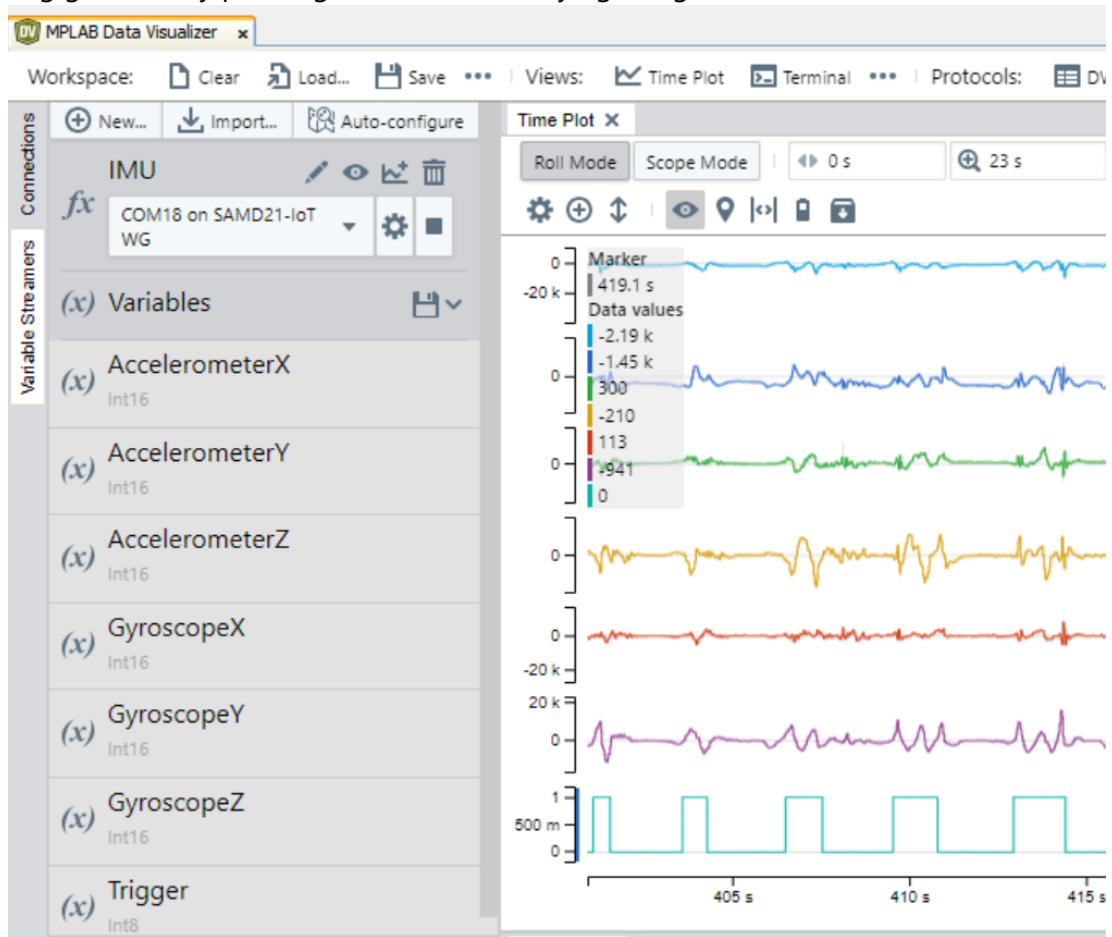 MPLAB Data Visualizer x
Workspace: Clear Load... Save ••• Views: Time Plot Terminal ••• Protocols: DV
Connections
Variable Streamers
New... Import... Auto-configure
IMU
fx
COM18 on SAMD21-IoT
WG
(x) Variables
(x) AccelerometerX
Int16
(x) AccelerometerY
Int16
(x) AccelerometerZ
Int16
(x) GyroscopeX
Int16
(x) GyroscopeY
Int16
(x) GyroscopeZ
Int16
(x) Trigger
Int8
Time Plot X
Roll Mode Scope Mode 0 s 23 s
Marker
419.1 s
Data values
-2.19 k
-1.45 k
300
-210
113
-941
0
0
-20 k
0
0
0
0
-20 k
20 k
0
1
500 m
0
405 s 410 s 415 s